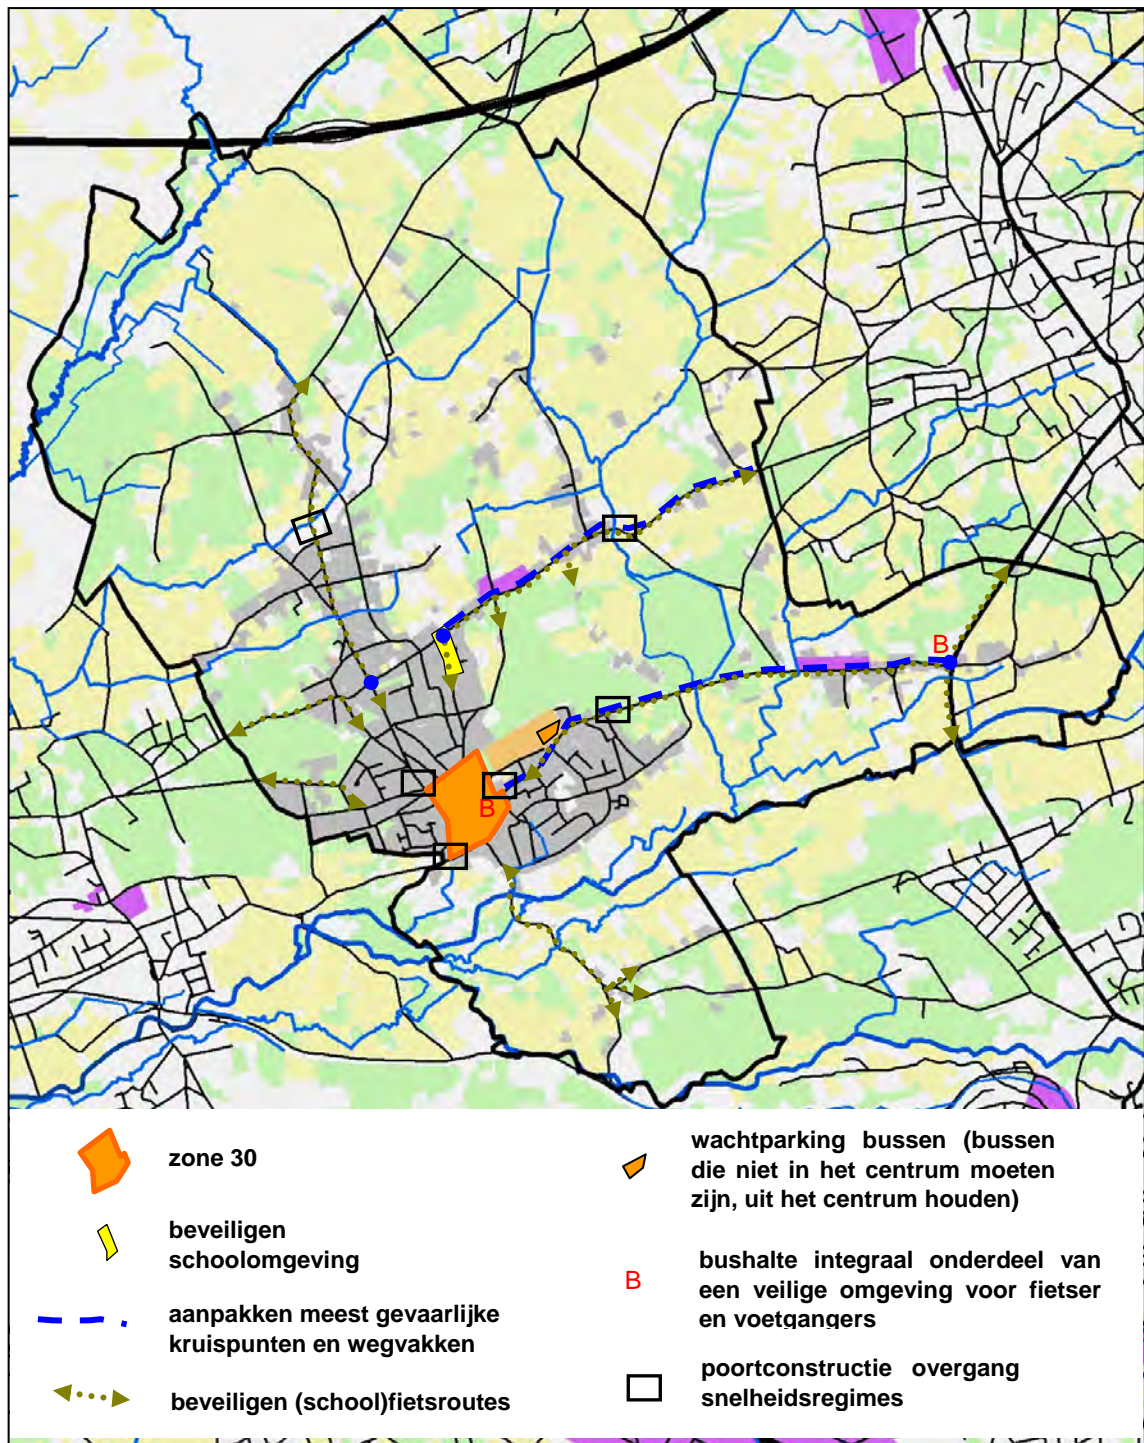 B
B
zone 30
beveiligen
schoolomgeving
aanpakken meest gevaarlijke
kruispunten en wegvakken
beveiligen (school)fietsroutes
wachtparking bussen (bussen
die niet in het centrum moeten
zijn, uit het centrum houden)
B
bushalte integraal onderdeel van
een veilige omgeving voor fietser
en voetgangers
poortconstructie overgang
snelheidsregimes